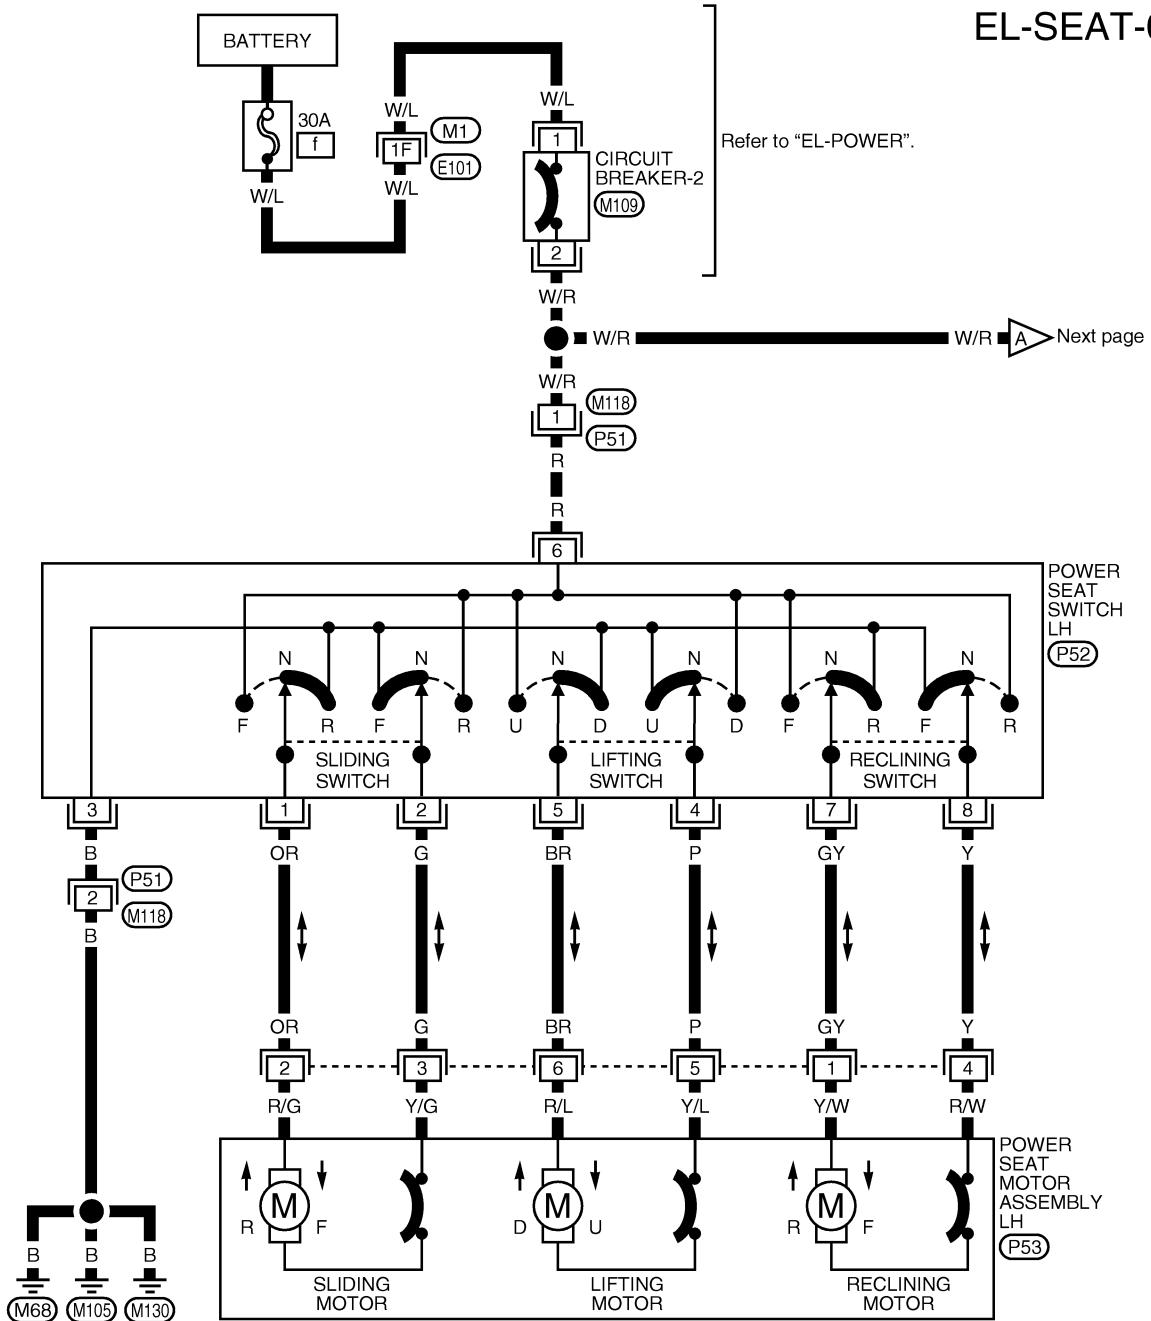 EL-SEAT-0
BATTERY
30A
f
W/L
W/L
1F
W/L
M1
E101
W/L
1
CIRCUIT
BREAKER-2
M109
2
Refer to “EL-POWER”.
W/R
W/R
W/R
A
Next page
W/R
1
M118
P51
R
R
6
POWER
SEAT
SWITCH
LH
P52
N N N N N N
F R F R U D U D F R F R
SLIDING
SWITCH
LIFTING
SWITCH
RECLINING
SWITCH
3 1 2 5 4 7 8
B OR G BR P GY Y
2
P51
M118
B
OR G BR P GY Y
2 3 6 5 1 4
R/G Y/G R/L Y/L Y/W R/W
POWER
SEAT
MOTOR
ASSEMBLY
LH
P53
R M F D M U R M F
SLIDING
MOTOR
LIFTING
MOTOR
RECLINING
MOTOR
B B B
M68 M105 M130